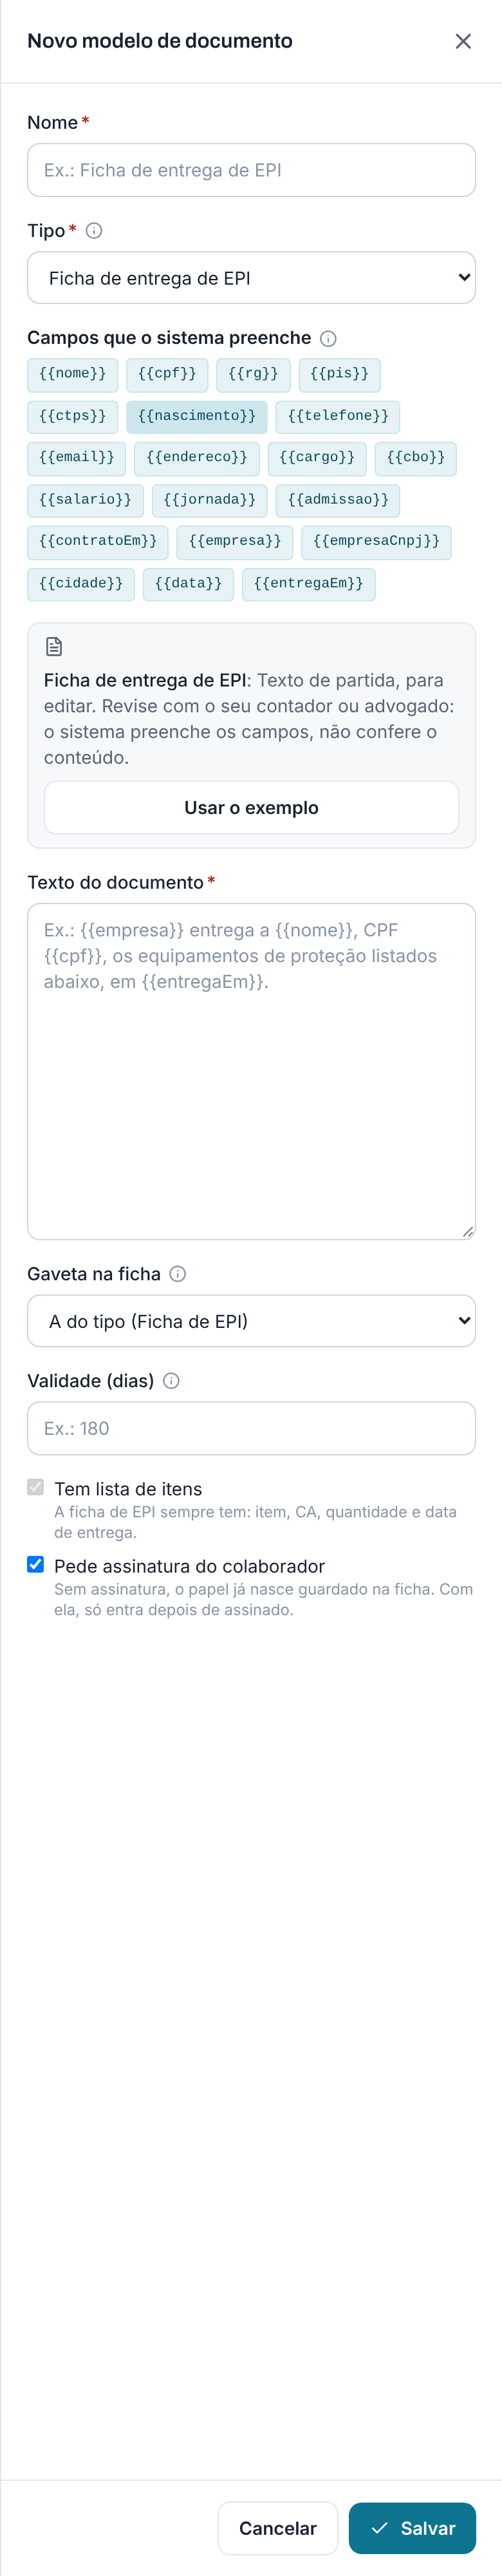 Novo modelo de documento
Nome*
Ex.: Ficha de entrega de EPI
Tipo*
Ficha de entrega de EPI
Campos que o sistema preenche
{{nome}} {{cpf}} {{rg}} {{pis}}
{{ctps}} {{nascimento}} {{telefone}}
{{email}} {{endereco}} {{cargo}} {{cbo}}
{{salario}} {{jornada}} {{admissao}}
{{contratoEm}} {{empresa}} {{empresaCnpj}}
{{cidade}} {{data}} {{entregaEm}}
Ficha de entrega de EPI: Texto de partida, para
editar. Revise com o seu contador ou advogado:
o sistema preenche os campos, não confere o
conteúdo.
Usar o exemplo
Texto do documento*
Ex.: {{empresa}} entrega a {{nome}}, CPF
{{cpf}}, os equipamentos de proteção listados
abaixo, em {{entregaEm}}.
Gaveta na ficha
A do tipo (Ficha de EPI)
Validade (dias)
Ex.: 180
Tem lista de itens
A ficha de EPI sempre tem: item, CA, quantidade e data
de entrega.
Pede assinatura do colaborador
Sem assinatura, o papel já nasce guardado na ficha. Com
ela, só entra depois de assinado.
Cancelar
Salvar